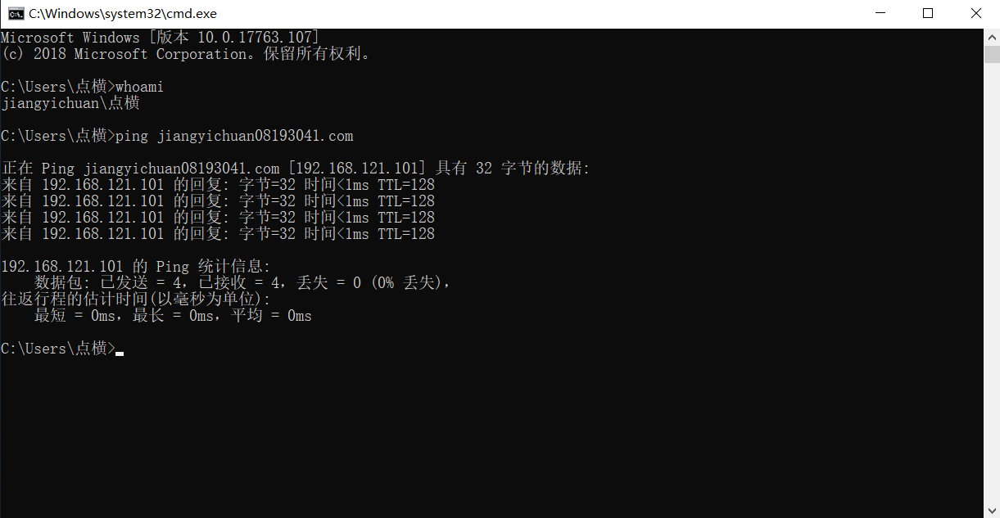 C:\Windows\system32\cmd.exe
Microsoft Windows [版本 10.0.17763.107]
(c) 2018 Microsoft Corporation。保留所有权利。
C:\Users\点横>whoami
jiangyichuan\点横
C:\Users\点横>ping jiangyichuan08193041.com
正在 Ping jiangyichuan08193041.com [192.168.121.101] 具有 32 字节的数据:
来自 192.168.121.101 的回复: 字节=32 时间<1ms TTL=128
来自 192.168.121.101 的回复: 字节=32 时间<1ms TTL=128
来自 192.168.121.101 的回复: 字节=32 时间<1ms TTL=128
来自 192.168.121.101 的回复: 字节=32 时间<1ms TTL=128
192.168.121.101 的 Ping 统计信息:
数据包: 已发送 = 4，已接收 = 4，丢失 = 0 (0% 丢失)，
往返行程的估计时间(以毫秒为单位):
最短 = 0ms，最长 = 0ms，平均 = 0ms
C:\Users\点横>